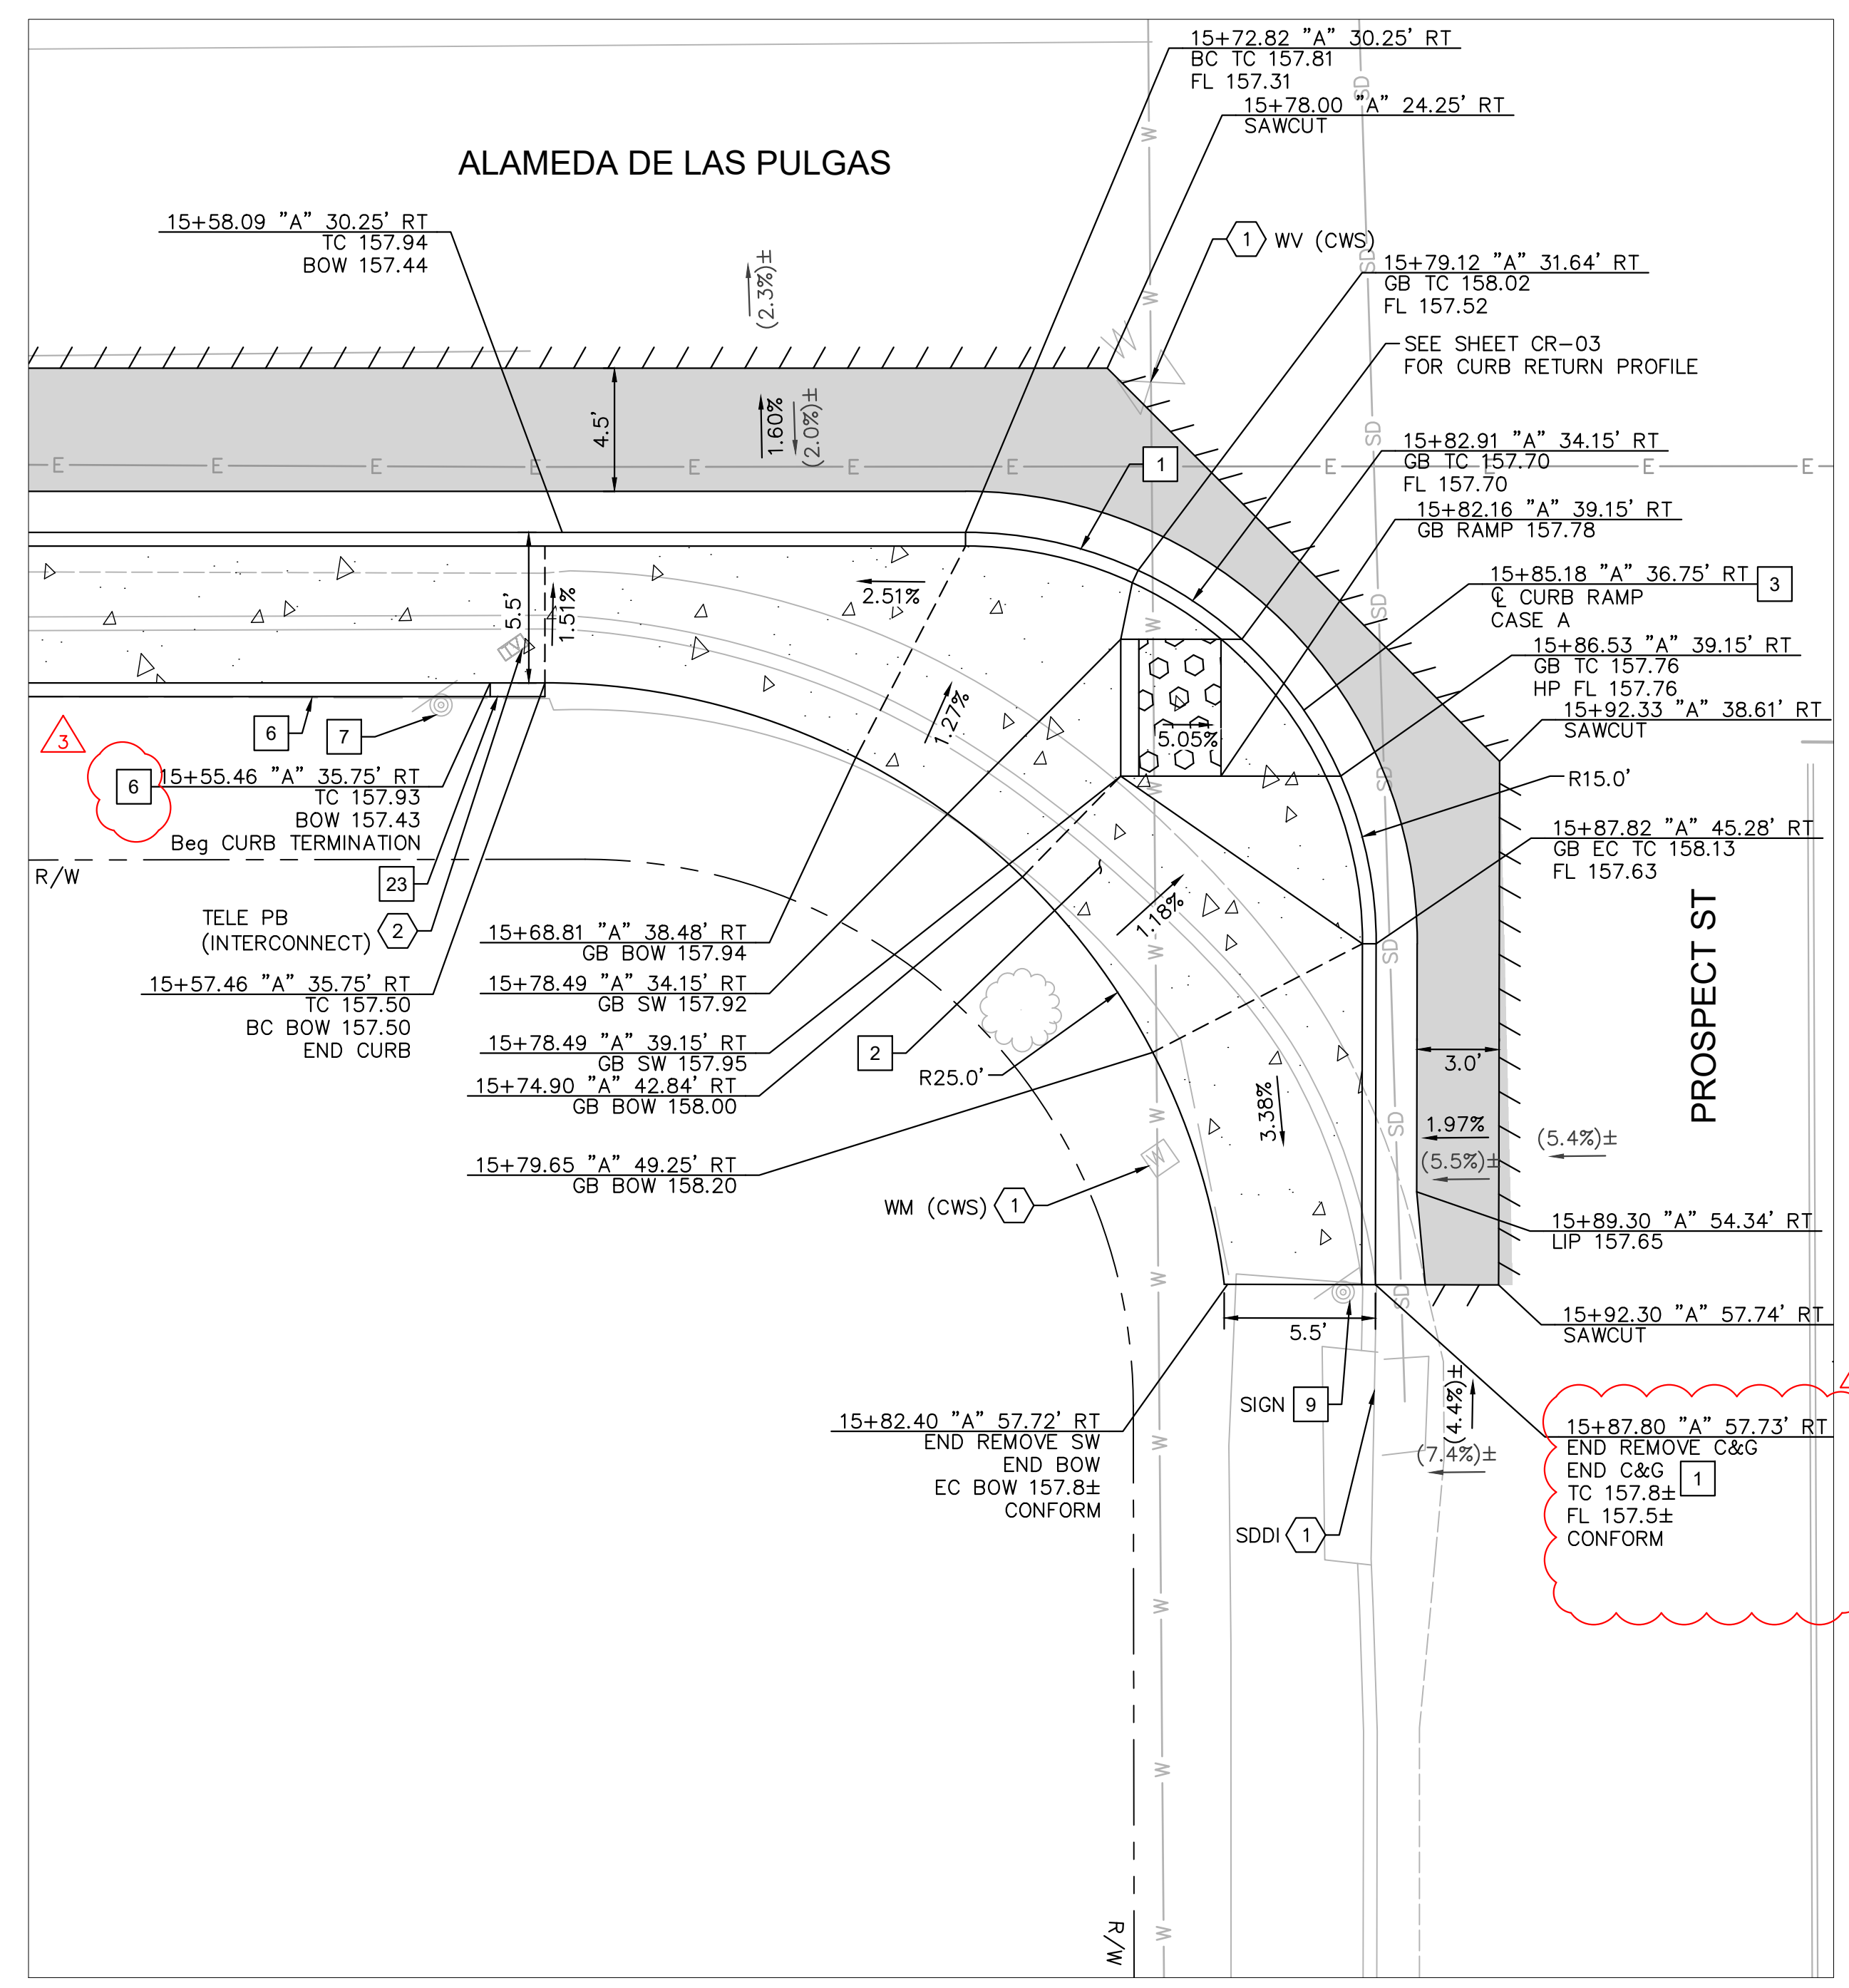 15+72.82 "A" 30.25' RT
BC TC 157.81
FL 157.31
15+78.00 "A" 24.25' RT
SAWCUT
ALAMEDA DE LAS PULGAS
15+58.09 "A" 30.25' RT
TC 157.94
BOW 157.44
(2.3%)±
1 WV (CWS)
15+79.12 "A" 31.64' RT
GB TC 158.02
FL 157.52
SEE SHEET CR-03
FOR CURB RETURN PROFILE
4.5'
1.60%
(2.0%)±
15+82.91 "A" 34.15' RT
GB TC 157.70
FL 157.70
1
15+82.16 "A" 39.15' RT
GB RAMP 157.78
15+85.18 "A" 36.75' RT 3
℄ CURB RAMP
CASE A
5.5'
1.51%
2.51%
15+86.53 "A" 39.15' RT
GB TC 157.76
HP FL 157.76
15+92.33 "A" 38.61' RT
SAWCUT
1.27%
5.05%
6
7
3
6 15+55.46 "A" 35.75' RT
TC 157.93
BOW 157.43
Beg CURB TERMINATION
R15.0'
15+87.82 "A" 45.28' RT
GB EC TC 158.13
FL 157.63
R/W
23
TELE PB
(INTERCONNECT) 2
1.18%
PROSPECT ST
15+68.81 "A" 38.48' RT
GB BOW 157.94
15+78.49 "A" 34.15' RT
GB SW 157.92
15+57.46 "A" 35.75' RT
TC 157.50
BC BOW 157.50
END CURB
15+78.49 "A" 39.15' RT
GB SW 157.95
2
15+74.90 "A" 42.84' RT
GB BOW 158.00
R25.0'
3.0'
3.38%
1.97%
(5.5%)±
(5.4%)±
15+79.65 "A" 49.25' RT
GB BOW 158.20
WM (CWS) 1
15+89.30 "A" 54.34' RT
LIP 157.65
5.5'
15+92.30 "A" 57.74' RT
SAWCUT
SIGN 9
(4.4%)±
(7.4%)±
15+82.40 "A" 57.72' RT
END REMOVE SW
END BOW
EC BOW 157.8±
CONFORM
15+87.80 "A" 57.73' RT
END REMOVE C&G
END C&G 1
TC 157.8±
FL 157.5±
CONFORM
SDDI 1
R/W
W
W
W
W
W
W
W
W
W
W
W
W
W
W
SD
SD
SD
SD
SD
SD
SD
SD
E
E
E
E
E
E
E
E
E
E
E